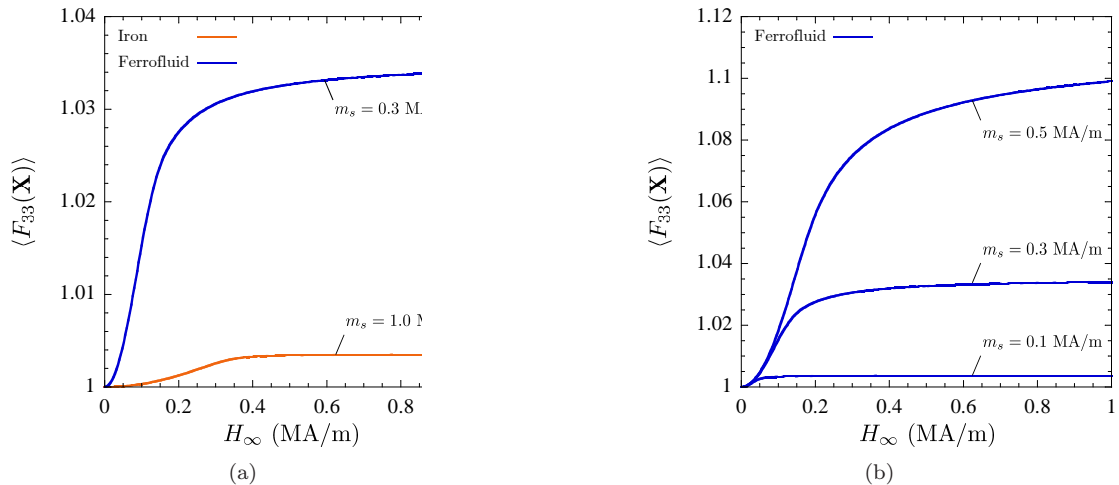 1.04
1.03
1.02
1.01
1
⟨F₃₃(𝐗)⟩
Iron
Ferrofluid
m_s = 0.3 MA
m_s = 1.0 M
0 0.2 0.4 0.6 0.8
H_∞ (MA/m)
(a)
1.12
1.1
1.08
1.06
1.04
1.02
1
⟨F₃₃(𝐗)⟩
Ferrofluid
m_s = 0.5 MA/m
m_s = 0.3 MA/m
m_s = 0.1 MA/m
0 0.2 0.4 0.6 0.8 1
H_∞ (MA/m)
(b)